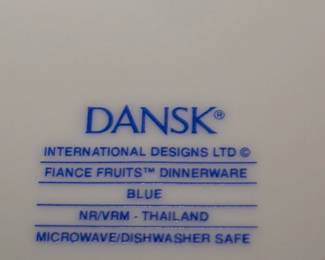 DANSK®
INTERNATIONAL DESIGNS LTD ©
FIANCE FRUITS™ DINNERWARE
BLUE
NR/VRM - THAILAND
MICROWAVE/DISHWASHER SAFE